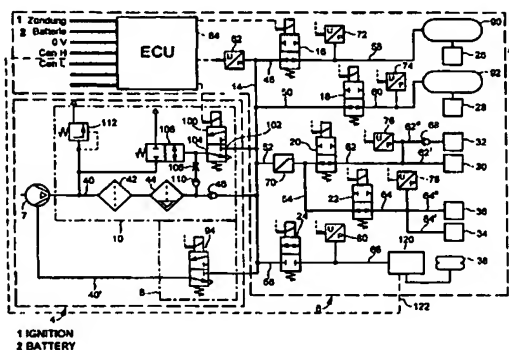 1 Zündung
2 Batterie
0 V
Can H
Can L
ECU
84
82
U
P
16
72
U
P
58
90
26
14
48
74
U
P
50
18
60
92
28
112
106
100
104
102
108
110
20
76
U
P
62"
68
32
52
62
62'
30
70
78
U
P
7
40
42
44
46
54
22
64
64"
64'
36
34
10
94
24
80
U
P
66
120
38
56
8
40'
4
6
122
1 IGNITION
2 BATTERY